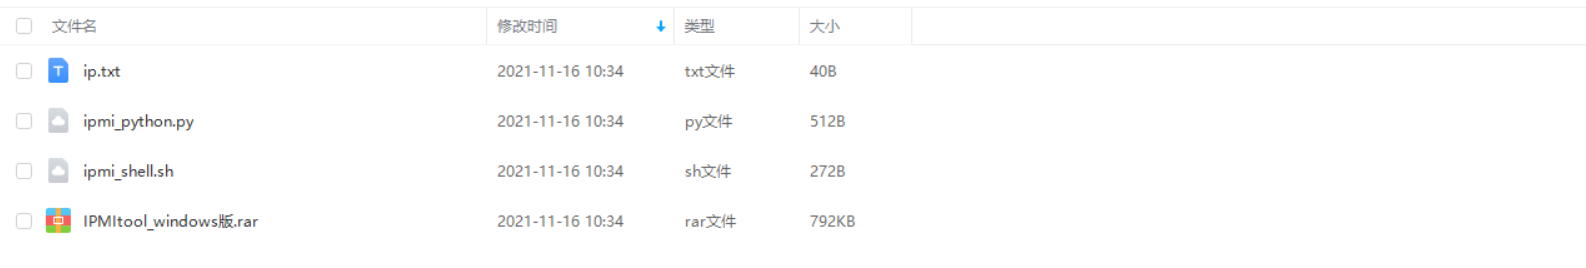 文件名 修改时间 类型 大小
T ip.txt 2021-11-16 10:34 txt文件 40B
ipmi_python.py 2021-11-16 10:34 py文件 512B
ipmi_shell.sh 2021-11-16 10:34 sh文件 272B
IPMItool_windows版.rar 2021-11-16 10:34 rar文件 792KB